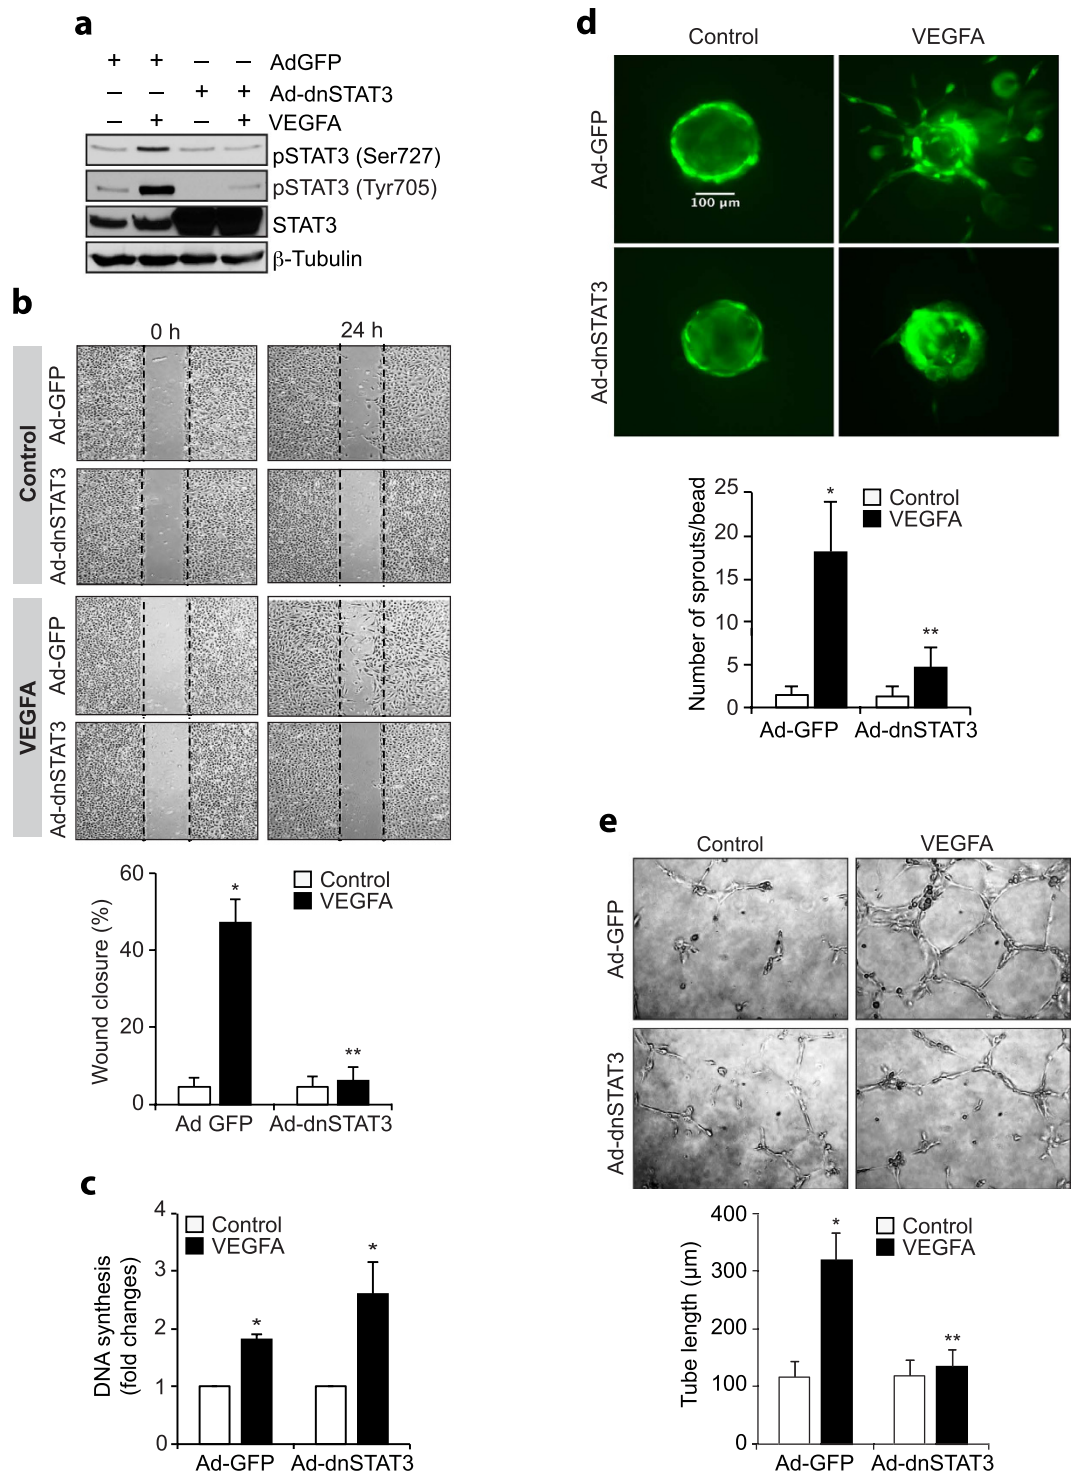 a
+ + – – AdGFP
– – + + Ad-dnSTAT3
– + – + VEGFA
pSTAT3 (Ser727)
pSTAT3 (Tyr705)
STAT3
β-Tubulin
b
0 h 24 h
Control
Ad-GFP
Ad-dnSTAT3
VEGFA
Ad-GFP
Ad-dnSTAT3
Wound closure (%)
60
40
20
0
*
**
Control
VEGFA
Ad GFP Ad-dnSTAT3
c
DNA synthesis
(fold changes)
4
3
2
1
0
Control
VEGFA
*
*
Ad-GFP Ad-dnSTAT3
d
Control VEGFA
Ad-GFP
100 µm
Ad-dnSTAT3
Number of sprouts/bead
25
20
15
10
5
0
*
**
Control
VEGFA
Ad-GFP Ad-dnSTAT3
e
Control VEGFA
Ad-GFP
Ad-dnSTAT3
Tube length (µm)
400
300
200
100
0
*
**
Control
VEGFA
Ad-GFP Ad-dnSTAT3